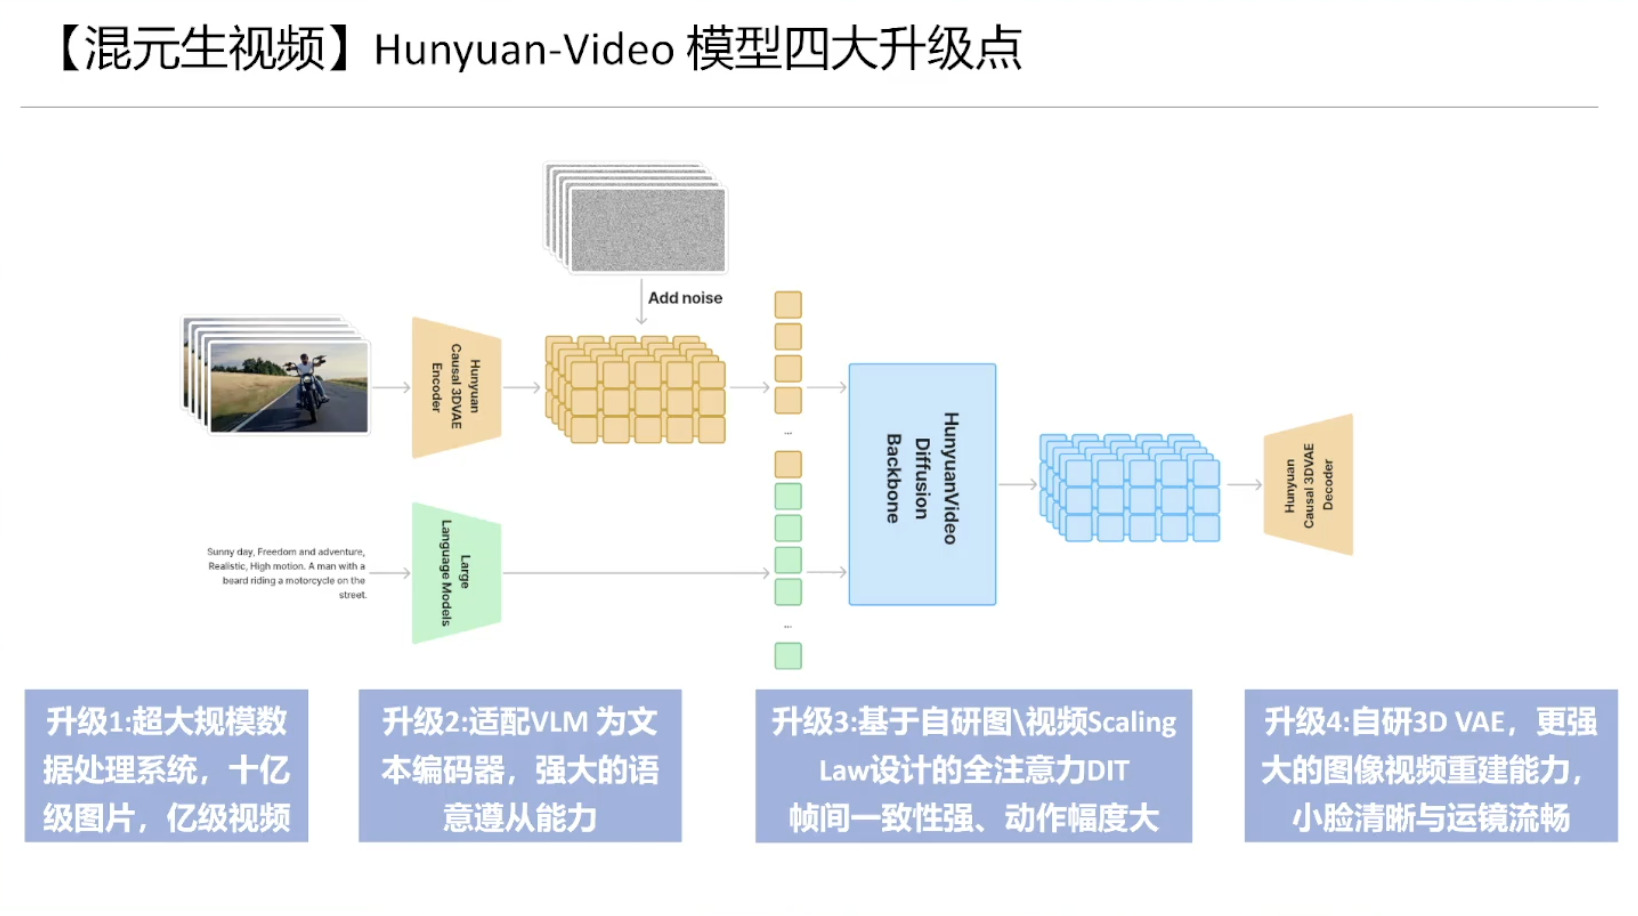 【混元生视频】Hunyuan-Video 模型四大升级点
Add noise
Hunyuan
Causal 3DVAE
Encoder
Sunny day, Freedom and adventure,
Realistic, High motion. A man with a
beard riding a motorcycle on the
street.
Large
Language Models
...
...
HunyuanVideo
Diffusion
Backbone
Hunyuan
Causal 3DVAE
Decoder
升级1:超大规模数
据处理系统，十亿
级图片，亿级视频
升级2:适配VLM 为文
本编码器，强大的语
意遵从能力
升级3:基于自研图\视频Scaling
Law设计的全注意力DIT
帧间一致性强、动作幅度大
升级4:自研3D VAE，更强
大的图像视频重建能力，
小脸清晰与运镜流畅